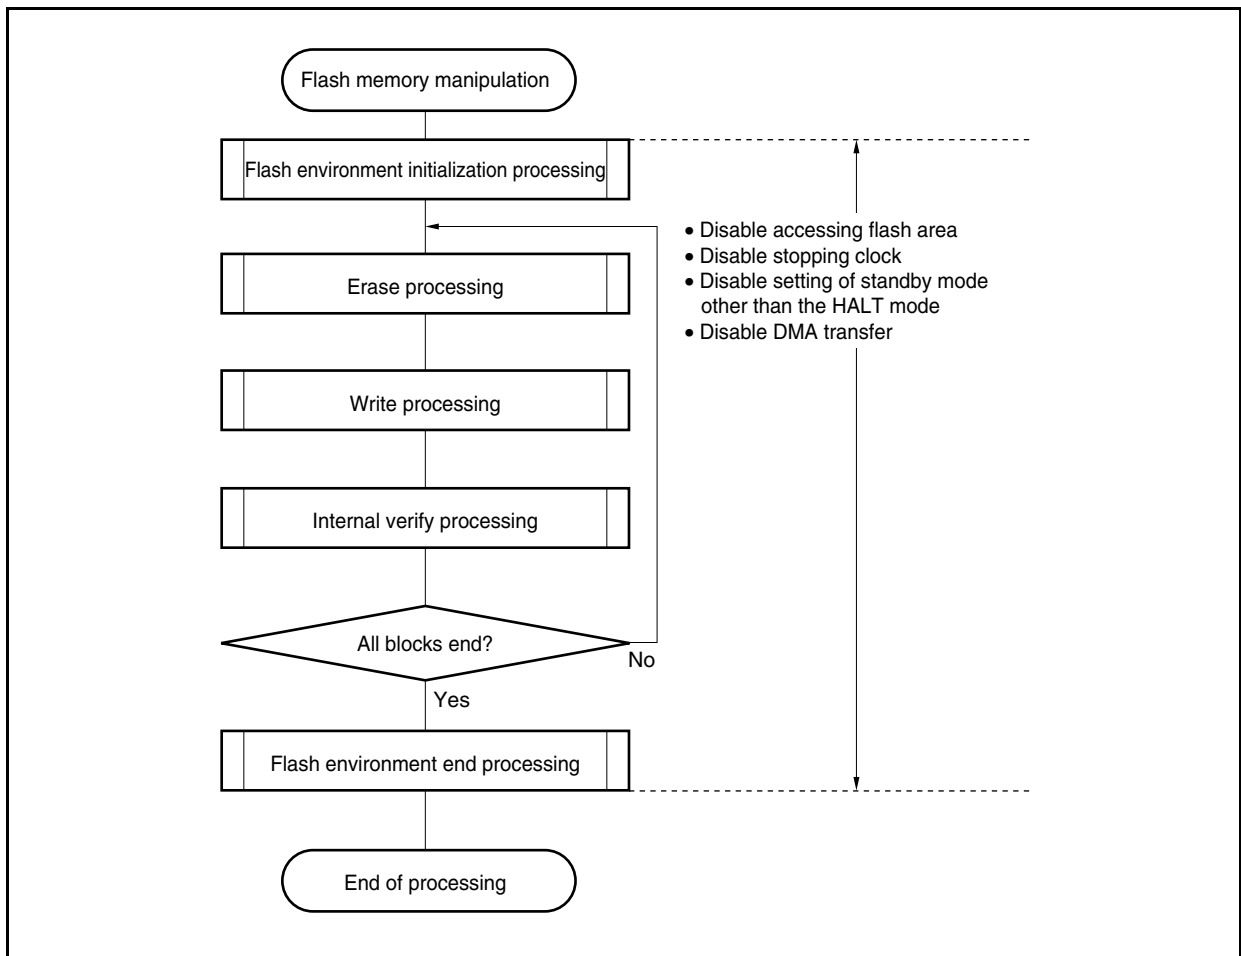 Flash memory manipulation
Flash environment initialization processing
• Disable accessing flash area
• Disable stopping clock
• Disable setting of standby mode
other than the HALT mode
• Disable DMA transfer
Erase processing
Write processing
Internal verify processing
All blocks end?
No
Yes
Flash environment end processing
End of processing